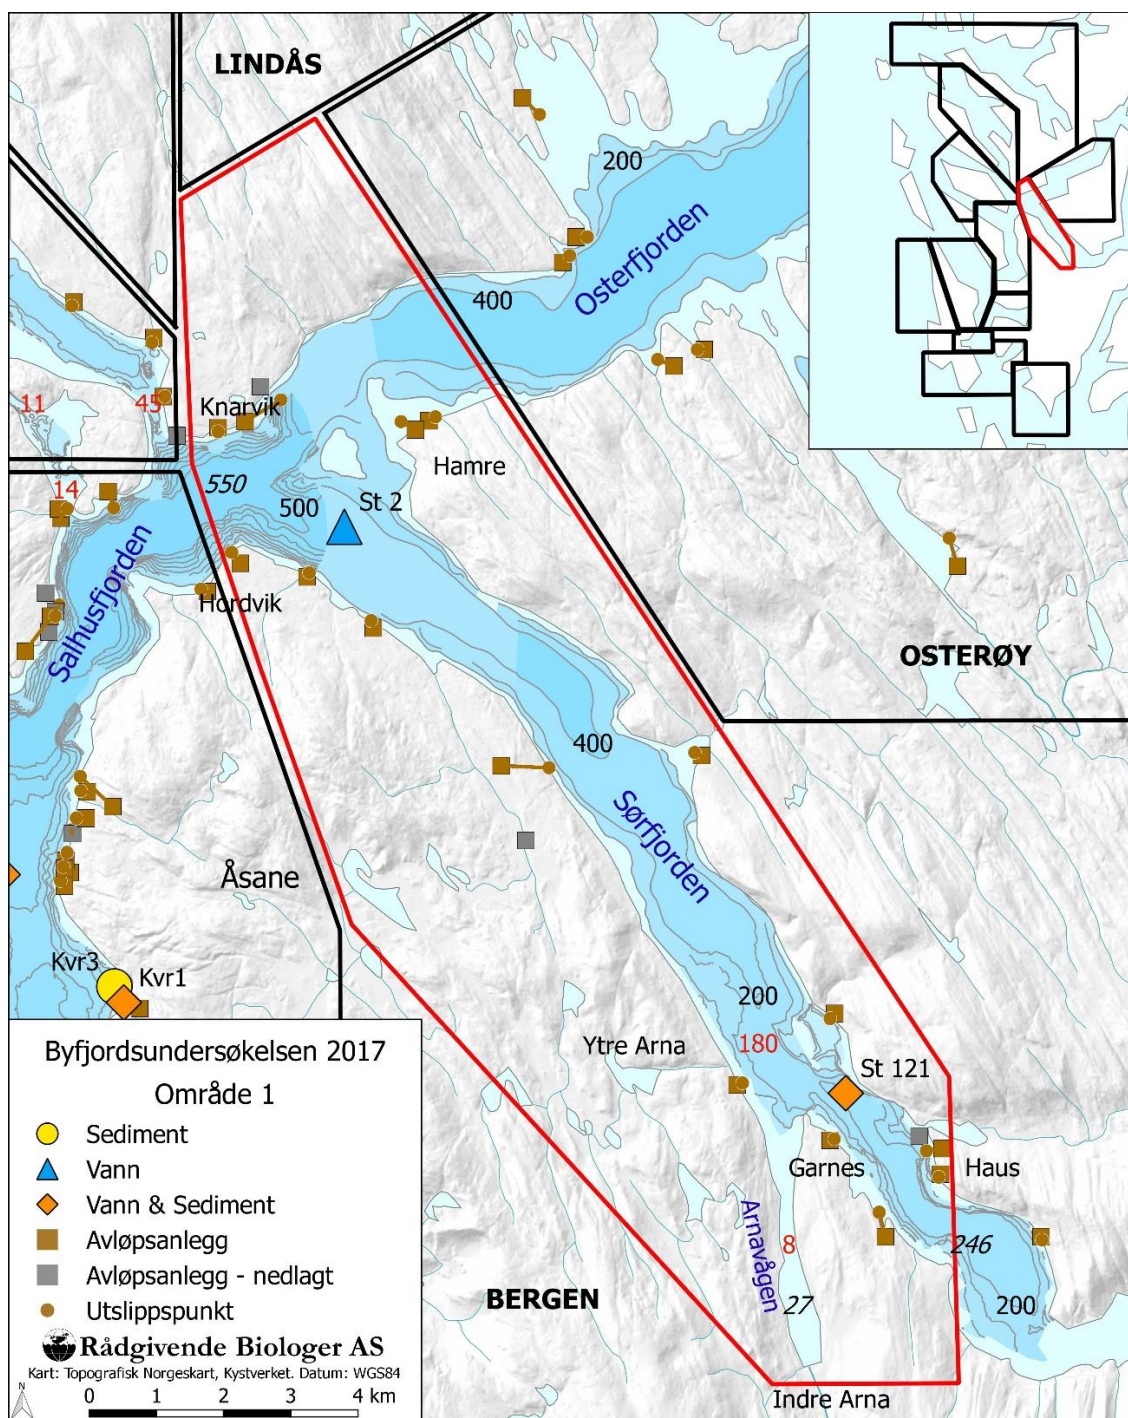 LINDÅS
200
Osterfjorden
400
11
45
Knarvik
Hamre
550
14
500
St 2
Salhusfjorden
Hordvik
OSTERØY
400
Sørfjorden
Åsane
Kvr3
Kvr1
200
180
Ytre Arna
St 121
Garnes
Haus
Arnavågen
8
246
27
BERGEN
200
Indre Arna
Byfjordsundersøkelsen 2017
Område 1
Sediment
Vann
Vann & Sediment
Avløpsanlegg
Avløpsanlegg - nedlagt
Utslippspunkt
Rådgivende Biologer AS
Kart: Topografisk Norgeskart, Kystverket. Datum: WGS84
N
0 1 2 3 4 km